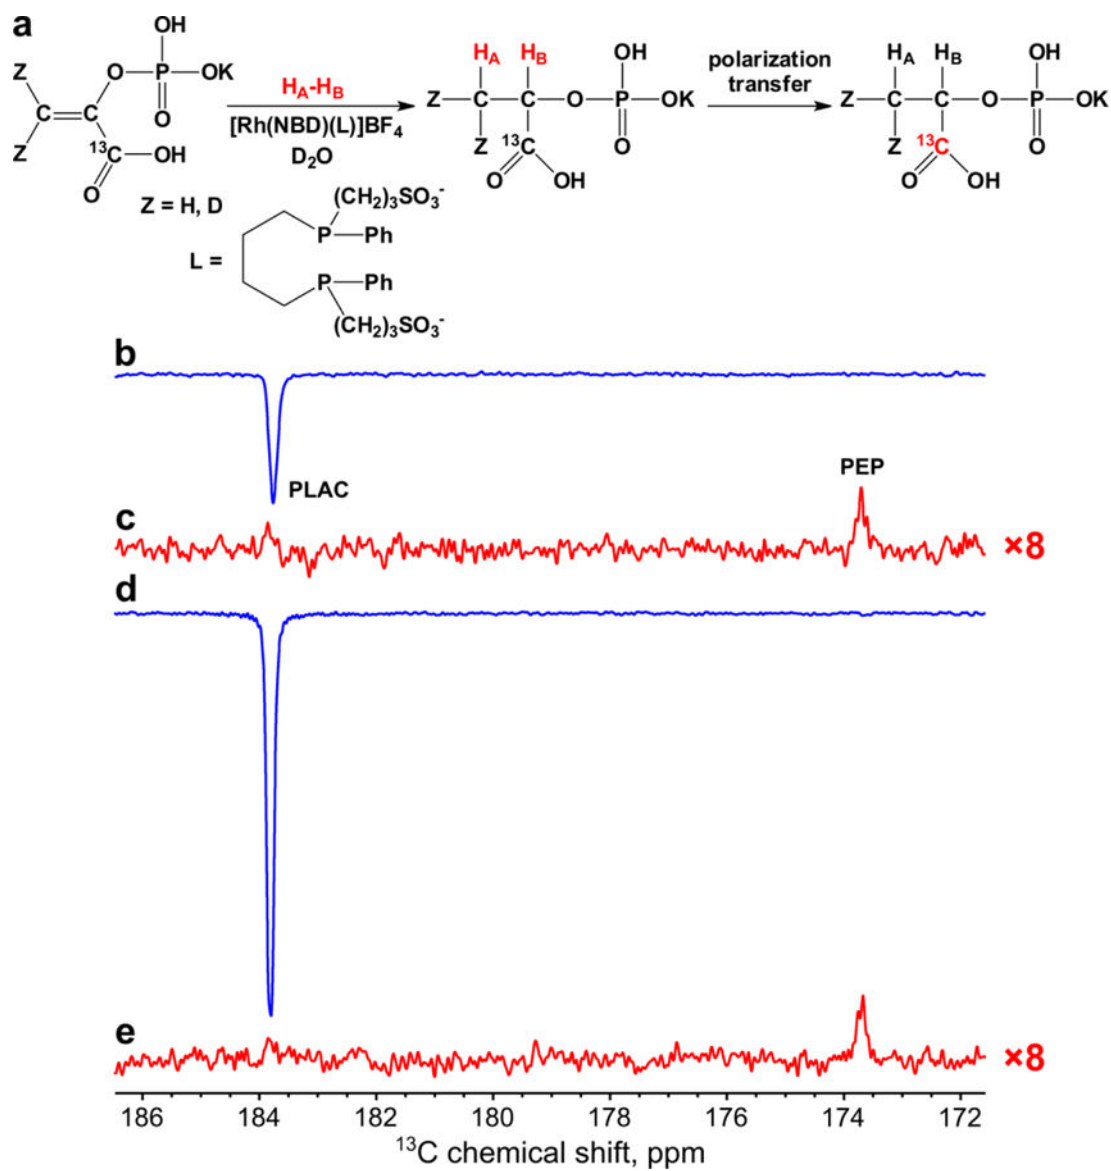 a
OH
Z
O
P
OK
O
Z
13C
OH
O
Z = H, D
HA-HB
[Rh(NBD)(L)]BF4
D2O
HA
HB
OH
Z
C
C
O
P
OK
Z
13C
O
O
OH
polarization
transfer
HA
HB
OH
Z
C
C
O
P
OK
Z
13C
O
O
OH
L =
(CH2)3SO3-
P
Ph
P
Ph
(CH2)3SO3-
b
PLAC
PEP
c
×8
d
e
×8
186 184 182 180 178 176 174 172
13C chemical shift, ppm